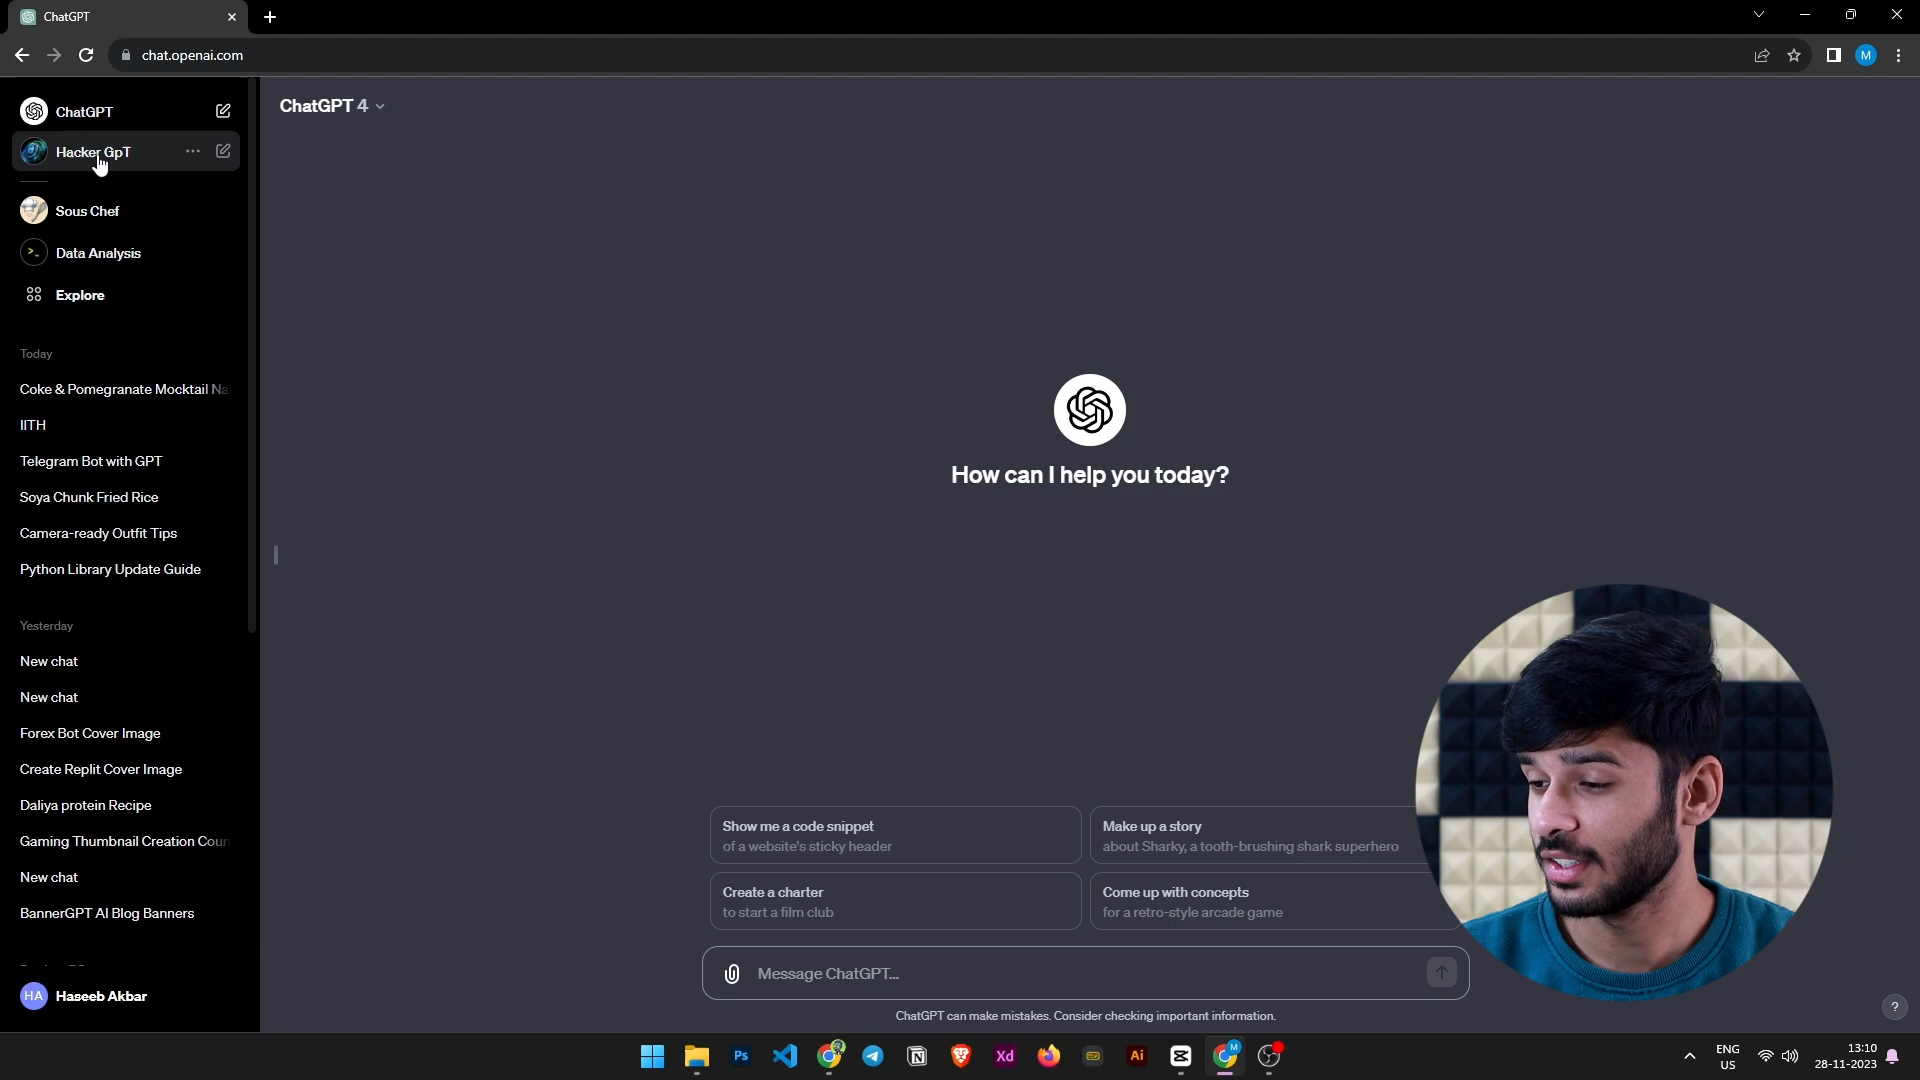 ChatGPT
chat.openai.com
M
ChatGPT
Hacker GpT
Sous Chef
Data Analysis
Explore
Today
Coke & Pomegranate Mocktail Na
IITH
Telegram Bot with GPT
Soya Chunk Fried Rice
Camera-ready Outfit Tips
Python Library Update Guide
Yesterday
New chat
New chat
Forex Bot Cover Image
Create Replit Cover Image
Daliya protein Recipe
Gaming Thumbnail Creation Cour
New chat
BannerGPT AI Blog Banners
HA Haseeb Akbar
ChatGPT 4
How can I help you today?
Show me a code snippet
of a website's sticky header
Make up a story
about Sharky, a tooth-brushing shark superhero
Create a charter
to start a film club
Come up with concepts
for a retro-style arcade game
Message ChatGPT...
ChatGPT can make mistakes. Consider checking important information.
?
Ps
Xd
Ai
M
ENG
US
13:10
28-11-2023